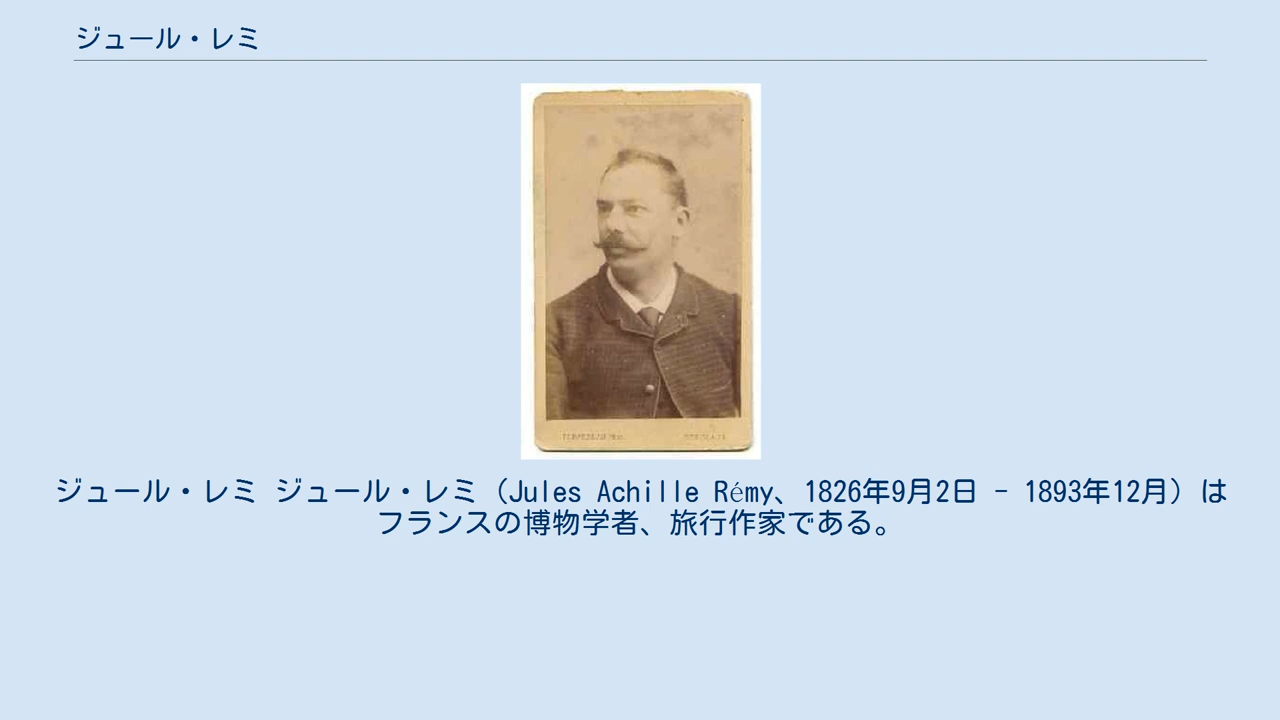 ジュール・レミ
ジュール・レミ ジュール・レミ（Jules Achille Rémy、1826年9月2日 - 1893年12月）は
フランスの博物学者、旅行作家である。